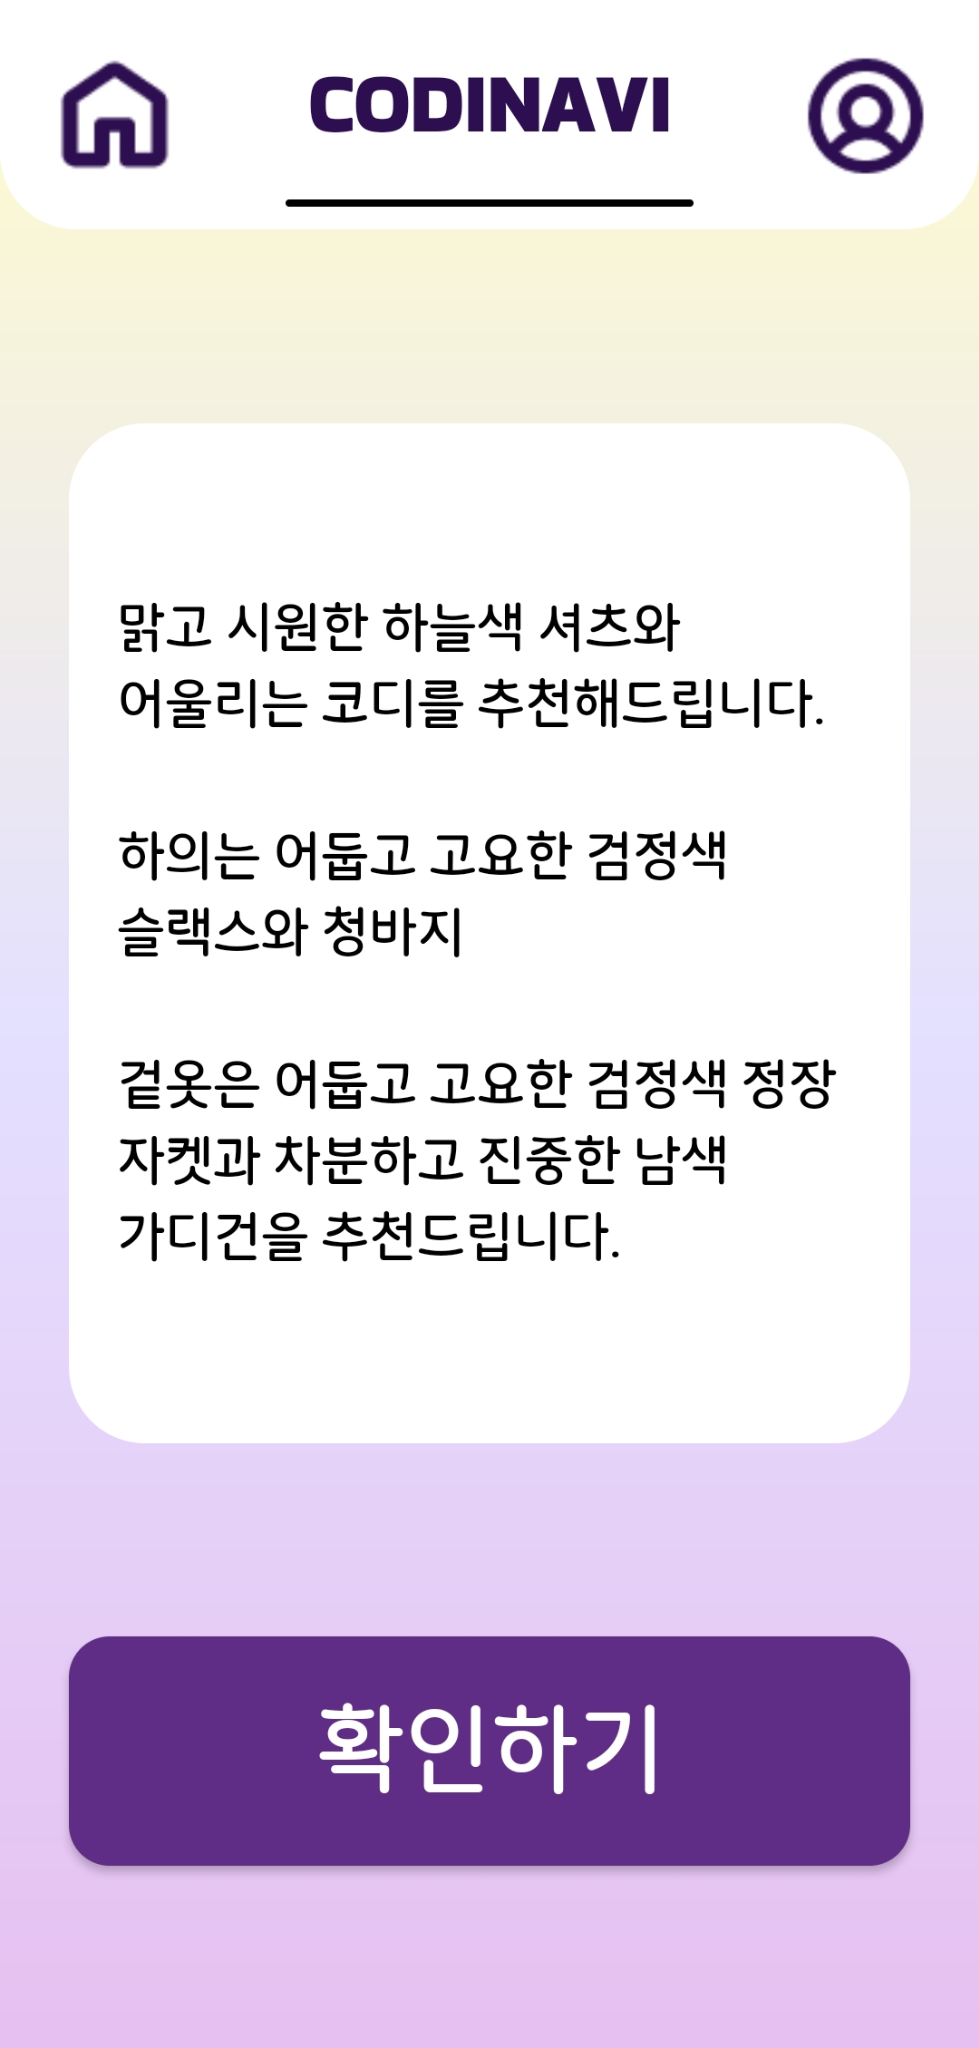 CODINAVI
맑고 시원한 하늘색 셔츠와
어울리는 코디를 추천해드립니다.
하의는 어둡고 고요한 검정색
슬랙스와 청바지
겉옷은 어둡고 고요한 검정색 정장
자켓과 차분하고 진중한 남색
가디건을 추천드립니다.
확인하기